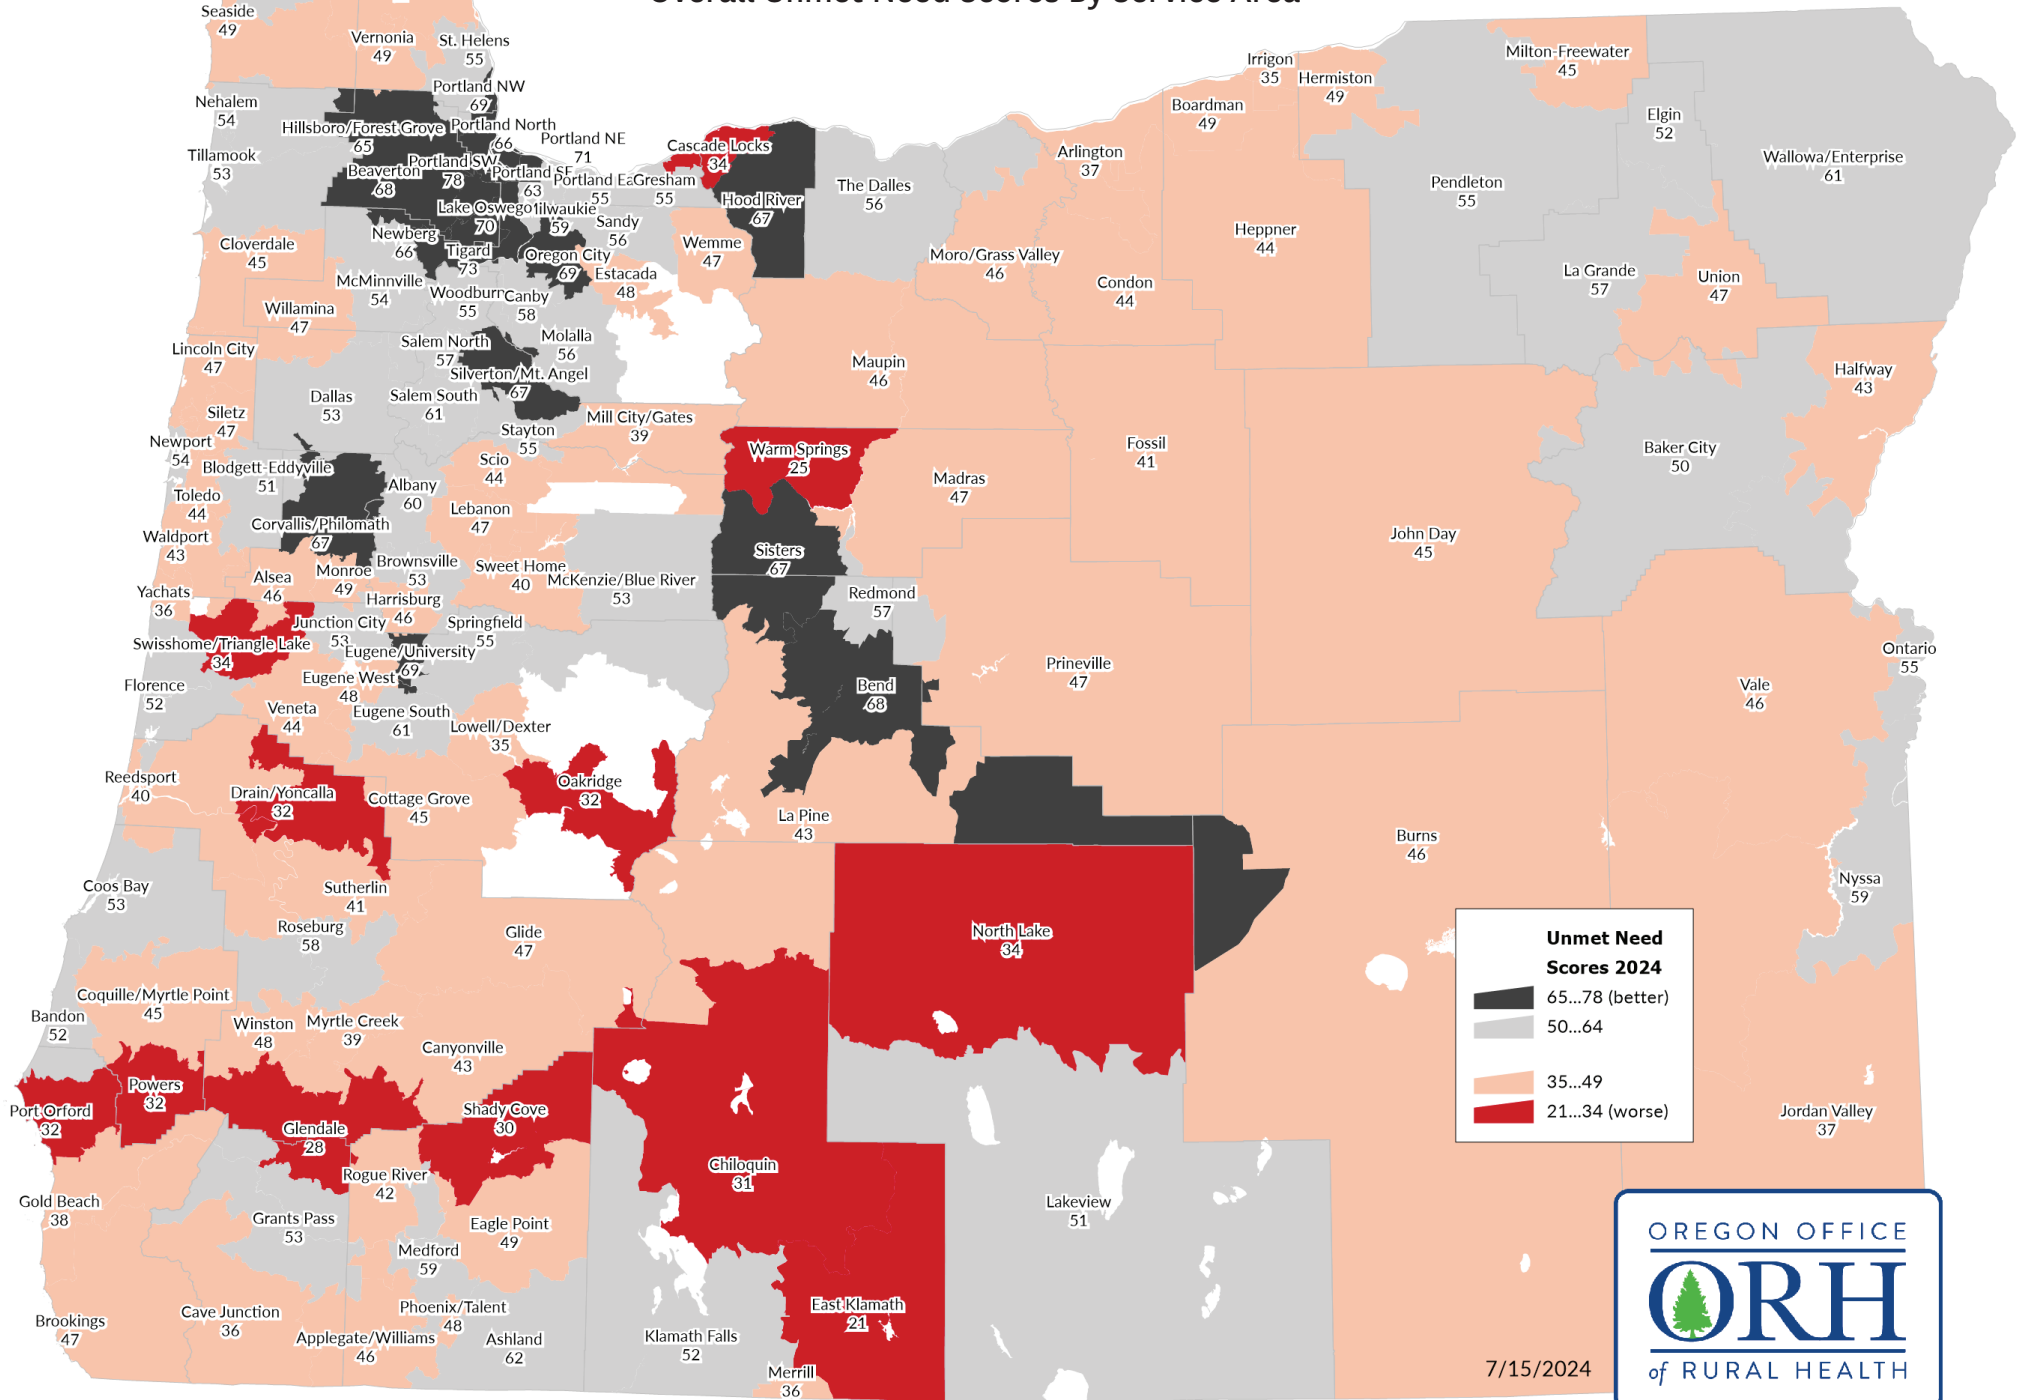 Overall Unmet Need Scores By Service Area
Seaside
49
Vernonia
49
St. Helens
55
Portland NW
69
Nehalem
54
Hillsboro/Forest Grove
65
Portland North
66
Portland NE
71
Tillamook
53
Beaverton
68
Portland SW
78
Portland SE
63
Portland Ea
55
Gresham
55
Cascade Locks
34
Hood River
67
The Dalles
56
Irrigon
35
Hermiston
49
Boardman
49
Arlington
37
Milton-Freewater
45
Elgin
52
Wallowa/Enterprise
61
Pendleton
55
Lake Oswego
70
ilwaukie
59
Sandy
56
Newberg
66
Tigard
73
Oregon City
69
Wemme
47
Estacada
48
Cloverdale
45
McMinnville
54
Woodburn
55
Canby
58
Willamina
47
Moro/Grass Valley
46
Condon
44
Heppner
44
La Grande
57
Union
47
Lincoln City
47
Salem North
57
Molalla
56
Silverton/Mt. Angel
67
Maupin
46
Halfway
43
Dallas
53
Salem South
61
Siletz
47
Stayton
55
Mill City/Gates
39
Newport
54
Blodgett-Eddyville
51
Albany
60
Scio
44
Warm Springs
25
Madras
47
Fossil
41
Baker City
50
Toledo
44
Lebanon
47
Corvallis/Philomath
67
Waldport
43
Sisters
67
John Day
45
Alsea
46
Monroe
49
Brownsville
53
Sweet Home
40
McKenzie/Blue River
53
Yachats
36
Harrisburg
46
Redmond
57
Swisshome/Triangle Lake
34
Junction City
53
Springfield
55
Eugene/University
69
Eugene West
48
Florence
52
Prineville
47
Bend
68
Vale
46
Ontario
55
Veneta
44
Eugene South
61
Lowell/Dexter
35
Reedsport
40
Drain/Yoncalla
32
Cottage Grove
45
Oakridge
32
La Pine
43
Burns
46
Coos Bay
53
Sutherlin
41
Nyssa
59
Roseburg
58
Glide
47
North Lake
34
Coquille/Myrtle Point
45
Bandon
52
Winston
48
Myrtle Creek
39
Canyonville
43
Unmet Need
Scores 2024
65...78 (better)
50...64
35...49
21...34 (worse)
Powers
32
Port Orford
32
Glendale
28
Shady Cove
30
Jordan Valley
37
Rogue River
42
Chiloquin
31
Gold Beach
38
Grants Pass
53
Eagle Point
49
Lakeview
51
Medford
59
Brookings
47
Cave Junction
36
Applegate/Williams
46
Phoenix/Talent
48
Ashland
62
Klamath Falls
52
East Klamath
21
Merrill
36
7/15/2024
OREGON OFFICE
ORH
of RURAL HEALTH